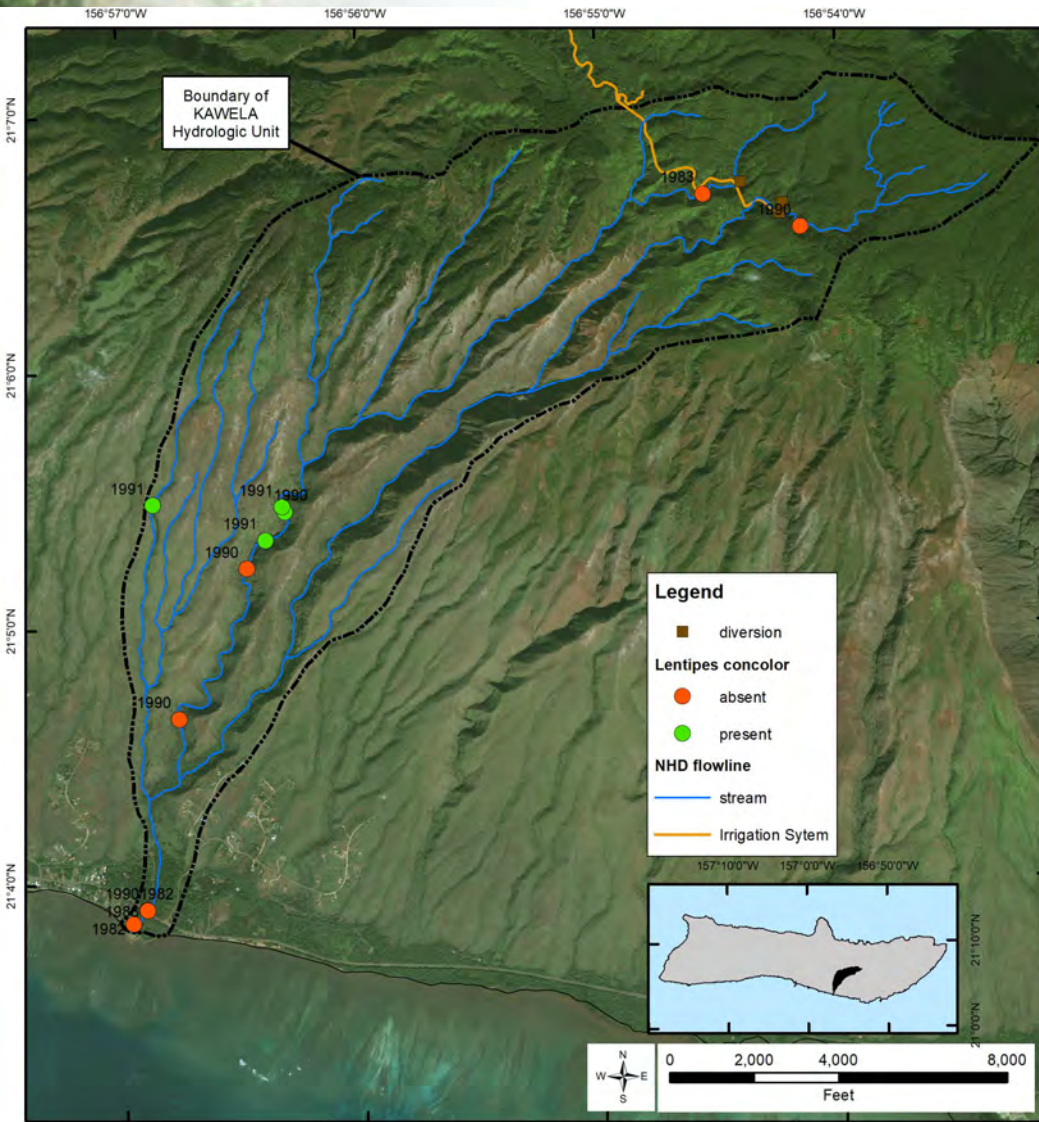 156°57'0"W
156°56'0"W
156°55'0"W
156°54'0"W
21°7'0"N
21°6'0"N
21°5'0"N
21°4'0"N
Boundary of
KAWELA
Hydrologic Unit
1983
1990
1991
1991
1990
1991
1990
1990
1990
1982
1982
Legend
diversion
Lentipes concolor
absent
present
NHD flowline
stream
Irrigation Sytem
157°10'0"W
157°0'0"W
156°50'0"W
21°10'0"N
21°0'0"N
N
W
E
S
0
2,000
4,000
8,000
Feet